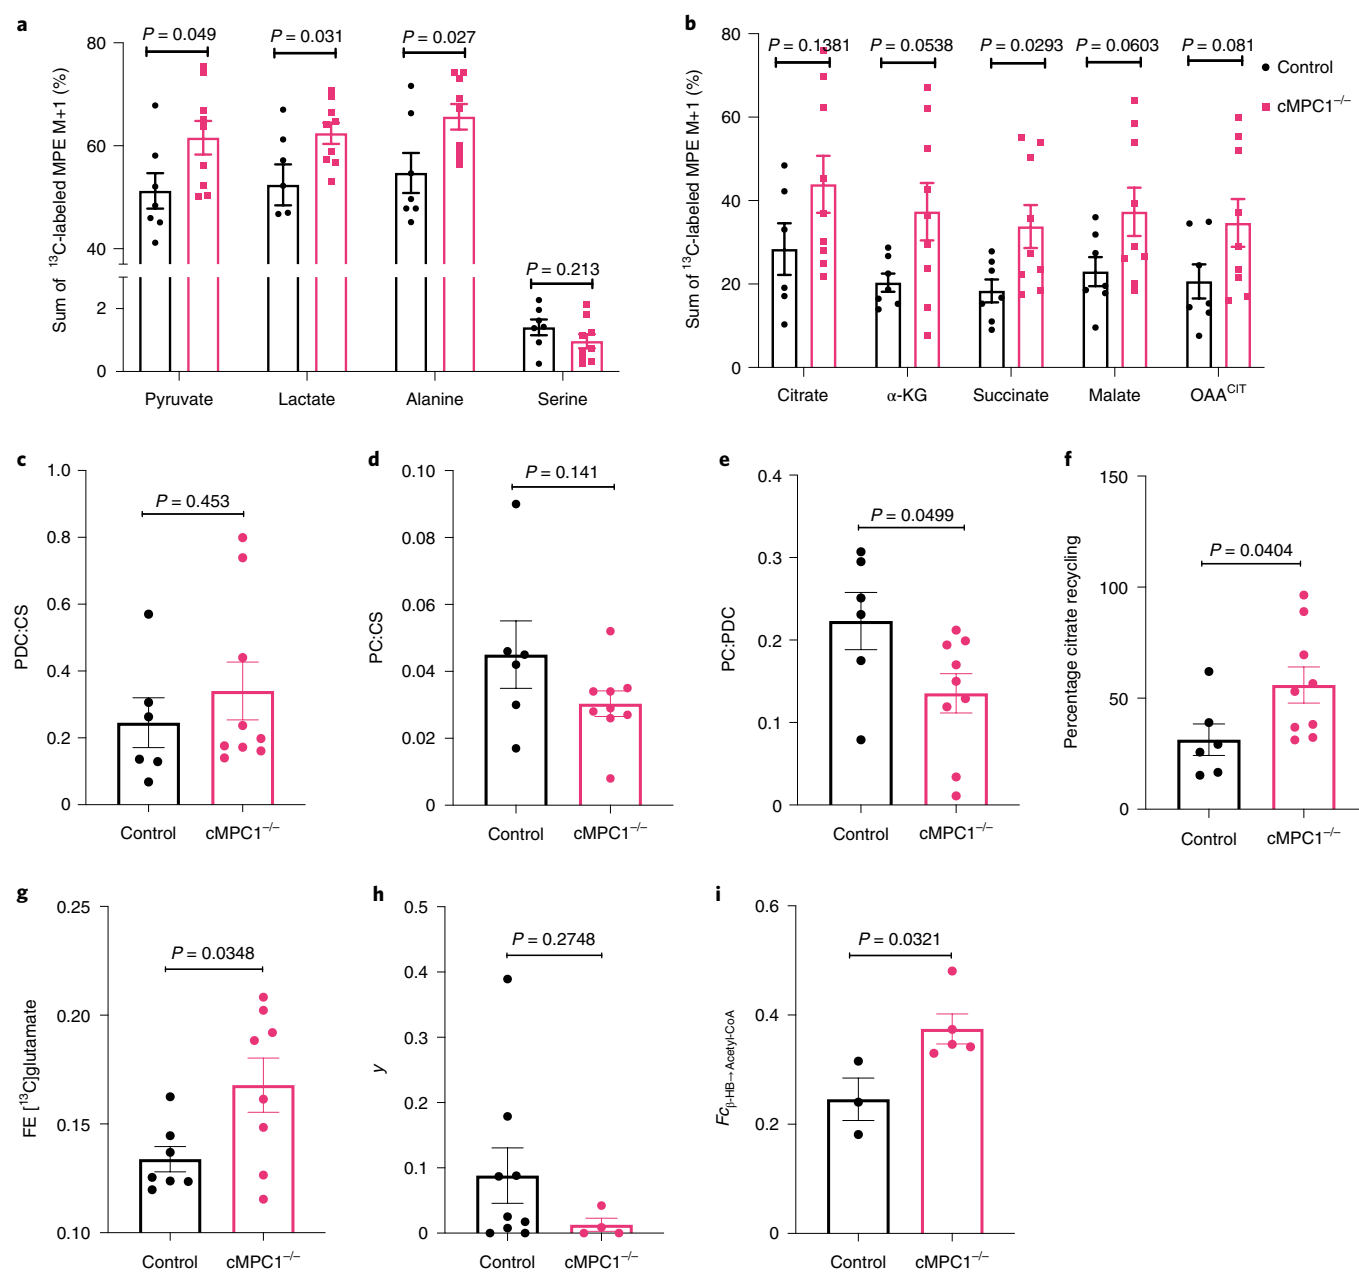 a
P = 0.049
P = 0.031
P = 0.027
P = 0.213
Sum of ¹³C-labeled MPE M+1 (%)
80
60
40
2
0
Pyruvate
Lactate
Alanine
Serine
b
P = 0.1381
P = 0.0538
P = 0.0293
P = 0.0603
P = 0.081
Control
cMPC1⁻/⁻
Sum of ¹³C-labeled MPE M+1 (%)
80
60
40
20
0
Citrate
α-KG
Succinate
Malate
OAA^CIT
c
P = 0.453
PDC:CS
1.0
0.8
0.6
0.4
0.2
0
Control
cMPC1⁻/⁻
d
P = 0.141
PC:CS
0.10
0.08
0.06
0.04
0.02
0
Control
cMPC1⁻/⁻
e
P = 0.0499
PC:PDC
0.4
0.3
0.2
0.1
0
Control
cMPC1⁻/⁻
f
P = 0.0404
Percentage citrate recycling
150
100
50
0
Control
cMPC1⁻/⁻
g
P = 0.0348
FE [¹³C]glutamate
0.25
0.20
0.15
0.10
Control
cMPC1⁻/⁻
h
P = 0.2748
y
0.5
0.4
0.3
0.2
0.1
0
Control
cMPC1⁻/⁻
i
P = 0.0321
Fc β-HB→Acetyl-CoA
0.6
0.4
0.2
0
Control
cMPC1⁻/⁻